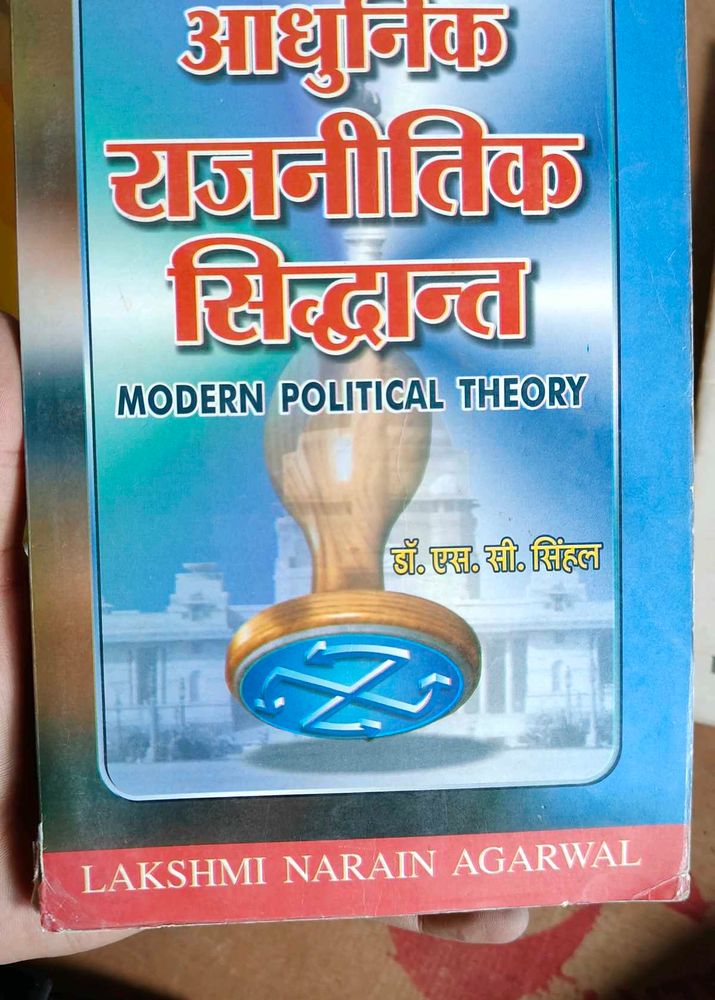 आधुनिक
राजनीतिक
सिद्धान्त
MODERN POLITICAL THEORY
डॉ. एस. सी. सिंहल
LAKSHMI NARAIN AGARWAL